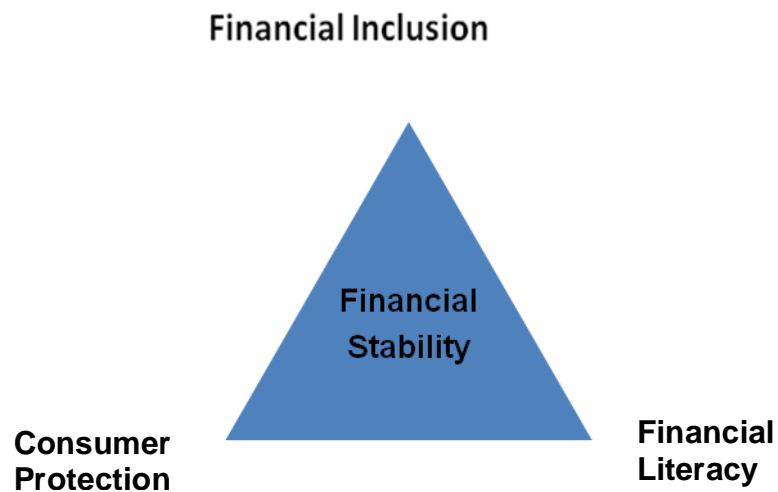 Financial Inclusion
Financial
Stability
Consumer
Protection
Financial
Literacy